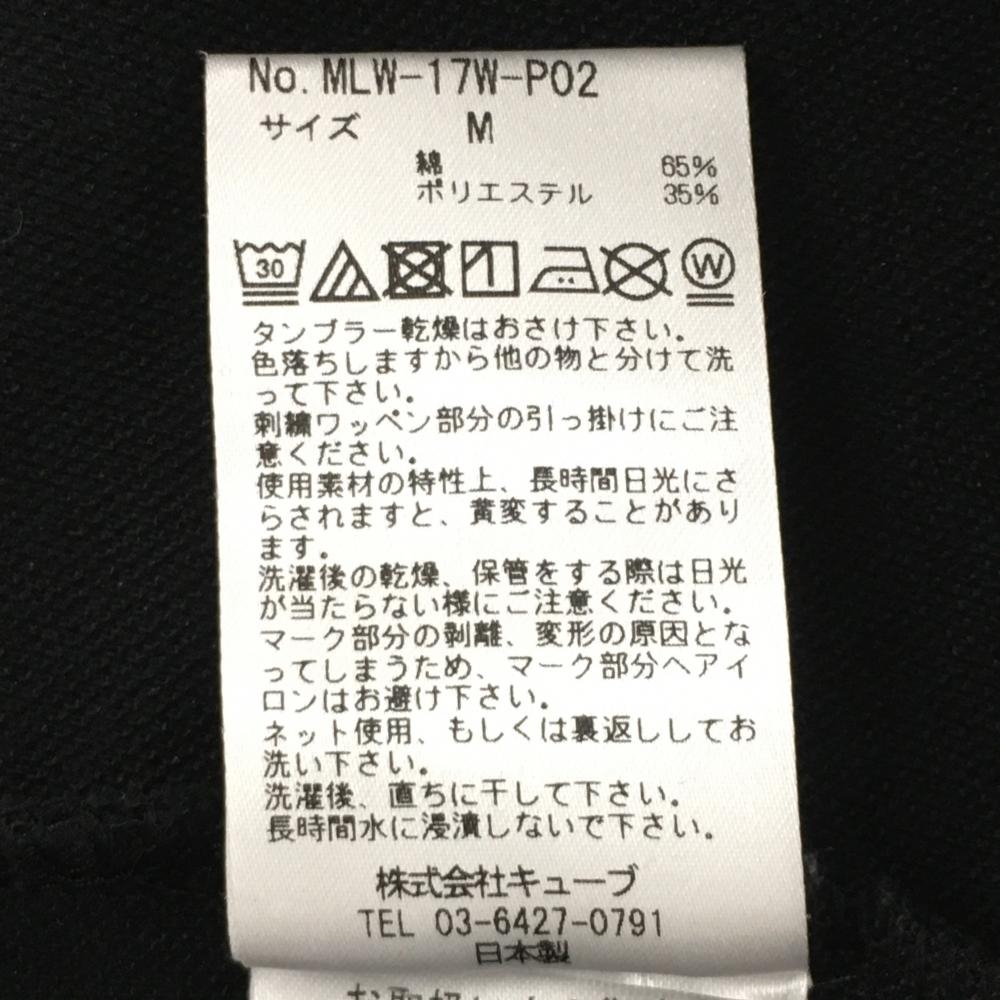 No. MLW-17W-P02
サイズ M
綿 65%
ポリエステル 35%
30 W
タンブラー乾燥はおさけ下さい。
色落ちしますから他の物と分けて洗
って下さい。
刺繍ワッペン部分の引っ掛けにご注
意ください。
使用素材の特性上、長時間日光にさ
らされますと、黄変することがあり
ます。
洗濯後の乾燥、保管をする際は日光
が当たらない様にご注意ください。
マーク部分の剥離、変形の原因とな
ってしまうため、マーク部分へアイ
ロンはお避け下さい。
ネット使用、もしくは裏返ししてお
洗い下さい。
洗濯後、直ちに干して下さい。
長時間水に浸漬しないで下さい。
株式会社キューブ
TEL 03-6427-0791
日本製